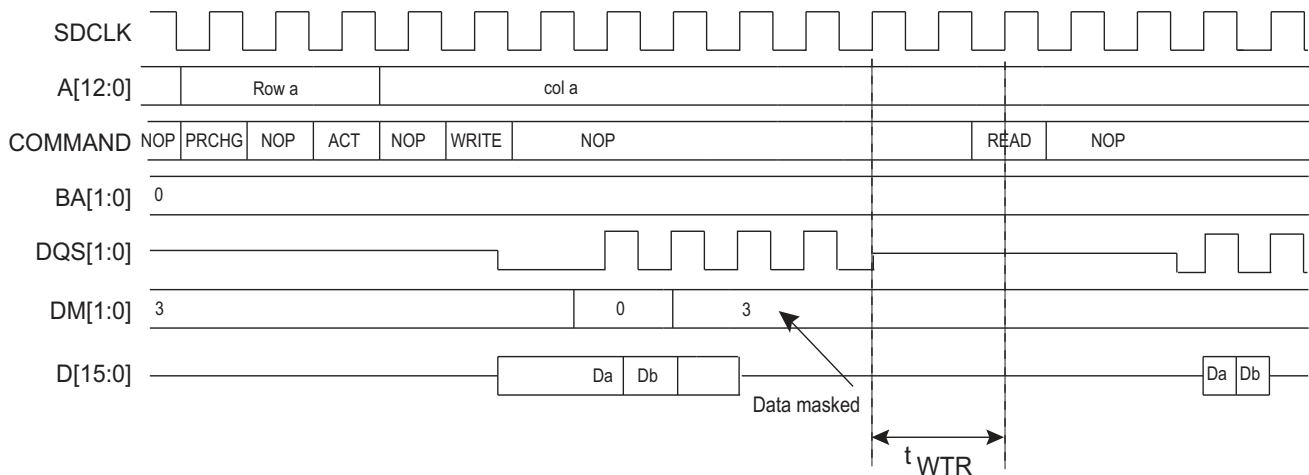 SDCLK
A[12:0] Row a col a
COMMAND NOP PRCHG NOP ACT NOP WRITE NOP READ NOP
BA[1:0] 0
DQS[1:0]
DM[1:0] 3 0 3
D[15:0] Da Db Da Db
Data masked
t WTR